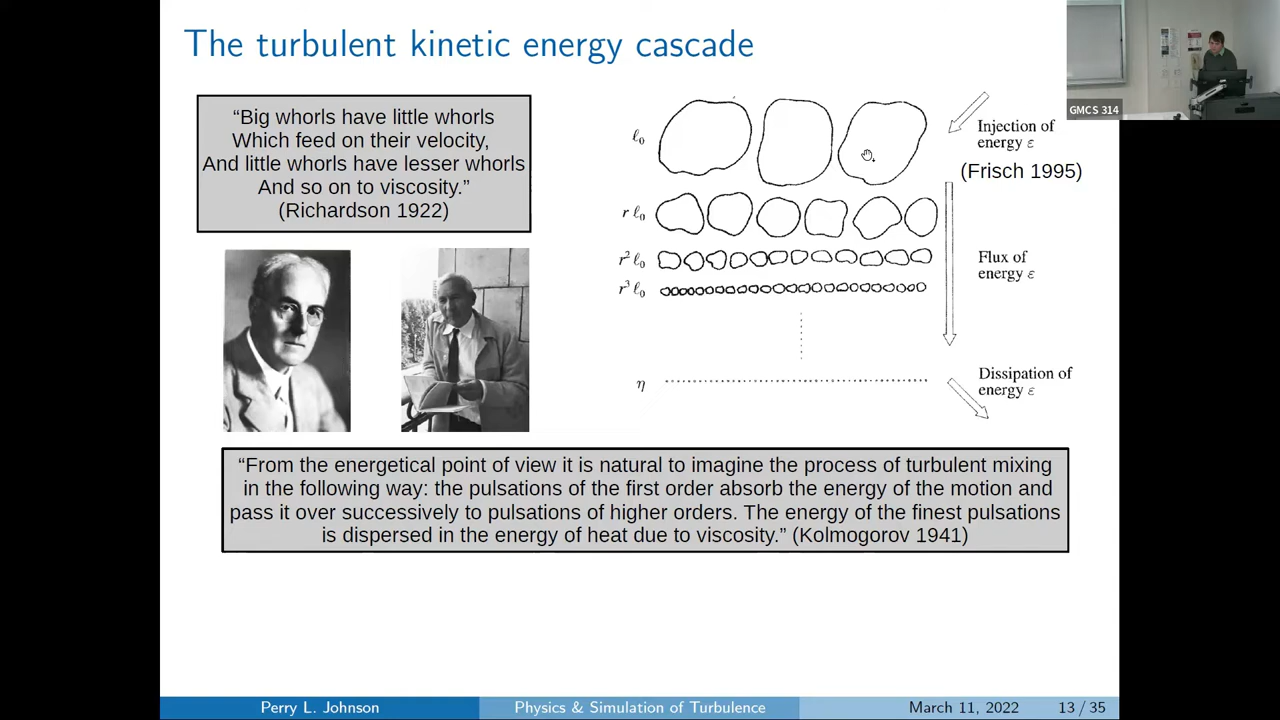 The turbulent kinetic energy cascade
“Big whorls have little whorls
Which feed on their velocity,
And little whorls have lesser whorls
And so on to viscosity.”
(Richardson 1922)
ℓ₀
r ℓ₀
r² ℓ₀
r³ ℓ₀
η
Injection of
energy ε
(Frisch 1995)
Flux of
energy ε
Dissipation of
energy ε
GMCS 314
“From the energetical point of view it is natural to imagine the process of turbulent mixing
in the following way: the pulsations of the first order absorb the energy of the motion and
pass it over successively to pulsations of higher orders. The energy of the finest pulsations
is dispersed in the energy of heat due to viscosity.” (Kolmogorov 1941)
Perry L. Johnson
Physics & Simulation of Turbulence
March 11, 2022
13 / 35